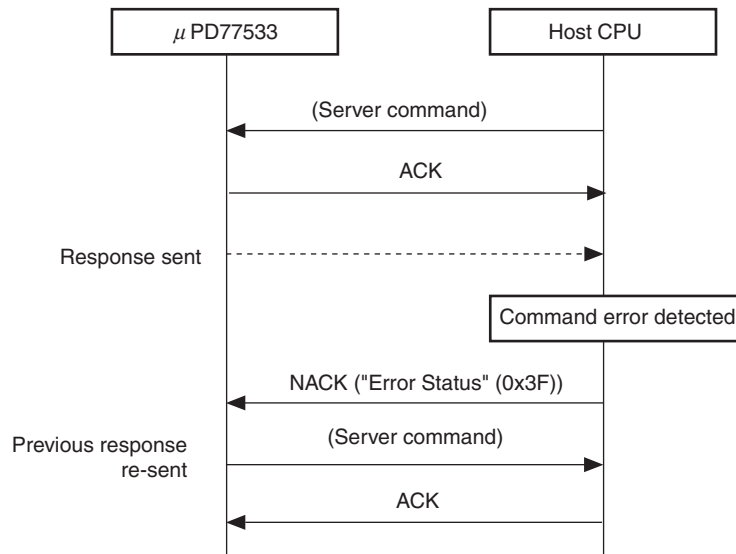 μ PD77533
Host CPU
(Server command)
ACK
Response sent
Command error detected
NACK ("Error Status" (0x3F))
Previous response
re-sent
(Server command)
ACK